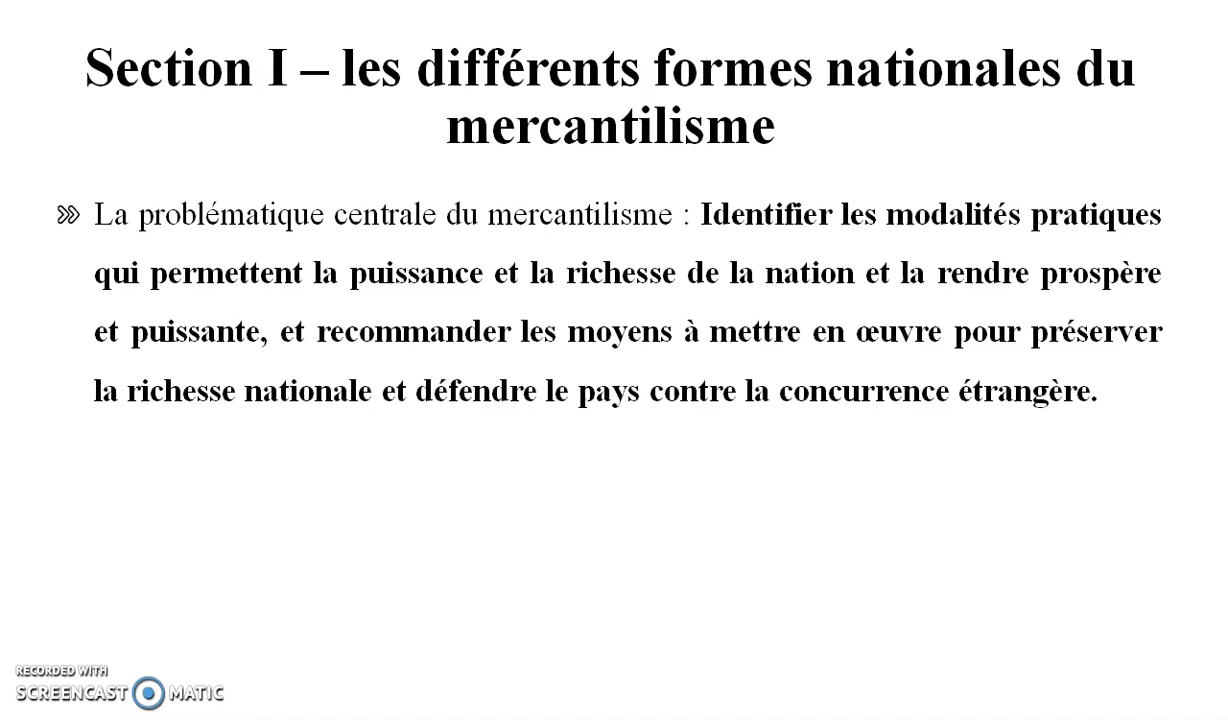 Section I – les différents formes nationales du
mercantilisme
La problématique centrale du mercantilisme : Identifier les modalités pratiques
qui permettent la puissance et la richesse de la nation et la rendre prospère
et puissante, et recommander les moyens à mettre en œuvre pour préserver
la richesse nationale et défendre le pays contre la concurrence étrangère.
RECORDED WITH
SCREENCAST MATIC